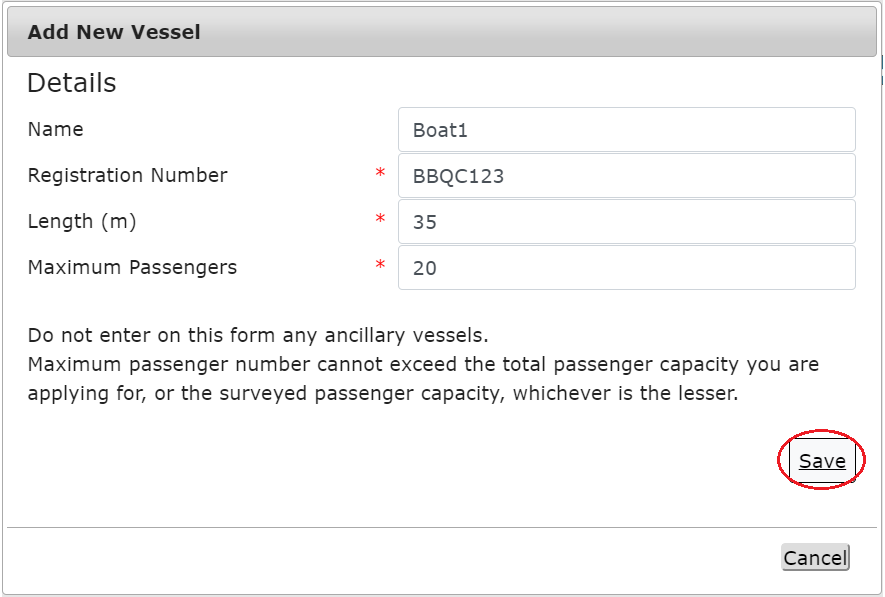 Add New Vessel
Details
Name
Boat1
Registration Number * BBQC123
Length (m) * 35
Maximum Passengers * 20
Do not enter on this form any ancillary vessels.
Maximum passenger number cannot exceed the total passenger capacity you are
applying for, or the surveyed passenger capacity, whichever is the lesser.
Save
Cancel